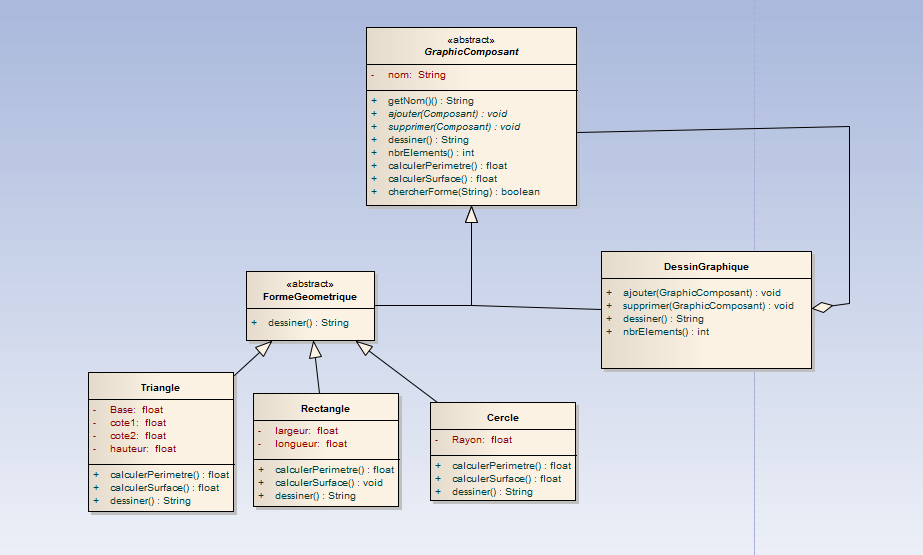 «abstract»
GraphicComposant
- nom: String
+ getNom()() : String
+ ajouter(Composant) : void
+ supprimer(Composant) : void
+ dessiner() : String
+ nbrElements() : int
+ calculerPerimetre() : float
+ calculerSurface() : float
+ chercherForme(String) : boolean
«abstract»
FormeGeometrique
+ dessiner() : String
DessinGraphique
+ ajouter(GraphicComposant) : void
+ supprimer(GraphicComposant) : void
+ dessiner() : String
+ nbrElements() : int
Triangle
- Base: float
- cote1: float
- cote2: float
- hauteur: float
+ calculerPerimetre() : float
+ calculerSurface() : float
+ dessiner() : String
Rectangle
- largeur: float
- longueur: float
+ calculerPerimetre() : float
+ calculerSurface() : void
+ dessiner() : String
Cercle
- Rayon: float
+ calculerPerimetre() : float
+ calculerSurface() : float
+ dessiner() : String